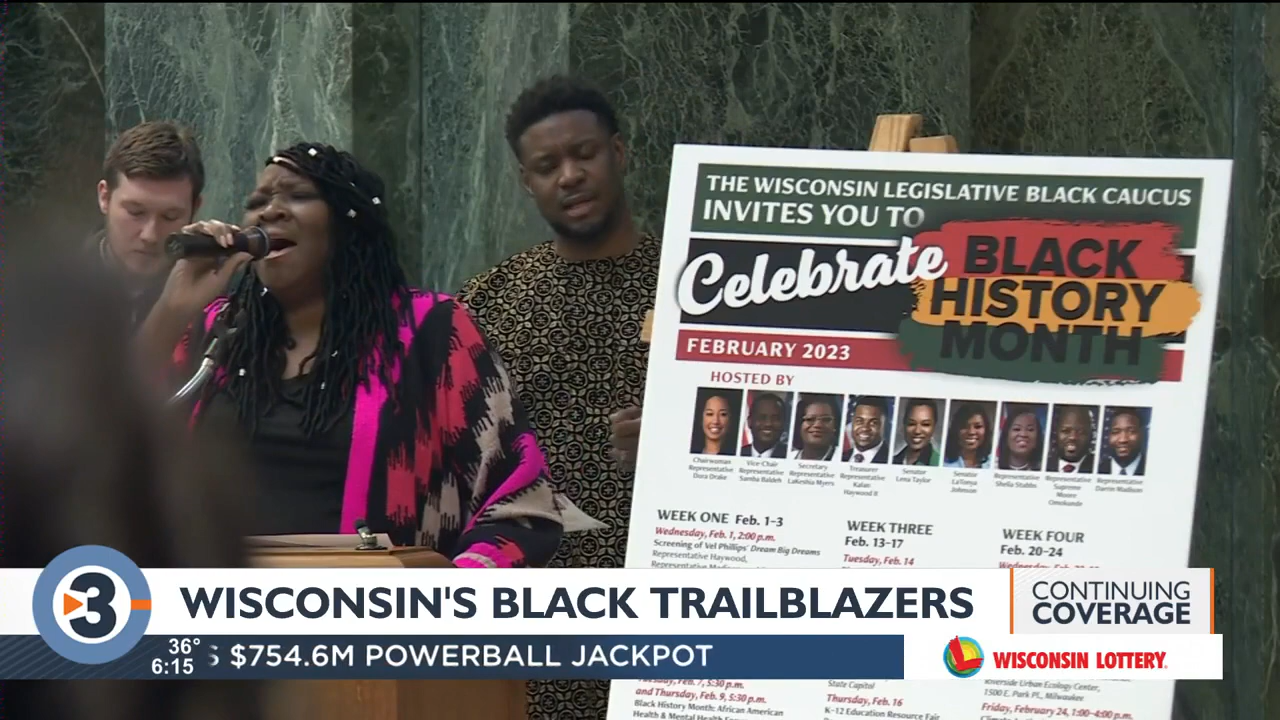 THE WISCONSIN LEGISLATIVE BLACK CAUCUS
INVITES YOU TO
Celebrate
BLACK
HISTORY
MONTH
FEBRUARY 2023
HOSTED BY
Chairwoman
Representative
Dora Drake
Vice Chair
Representative
Samba Baldeh
Secretary
Representative
LaKeshia Myers
Treasurer
Representative
Kalan
Haywood II
Senator
Lena Taylor
Senator
LaTonya
Johnson
Representative
Shelia Stubbs
Representative
Supreme
Moore
Omokunde
Representative
Darrin Madison
WEEK ONE Feb. 1-3
Wednesday, Feb. 1, 2:00 p.m.
Screening of Vel Phillips' Dream Big Dreams
Representative Haywood,
WEEK THREE
Feb. 13-17
Tuesday, Feb. 14
WEEK FOUR
Feb. 20-24
3
WISCONSIN'S BLACK TRAILBLAZERS
CONTINUING
COVERAGE
36°
6:15
S $754.6M POWERBALL JACKPOT
WISCONSIN LOTTERY
Tuesday, Feb. 7, 5:30 p.m.
and Thursday, Feb. 9, 5:30 p.m.
Black History Month: African American
State Capitol
Thursday, Feb. 16
K-12 Education Resource Fair
Riverside Urban Ecology Center,
1500 E. Park Pl., Milwaukee
Friday, February 24, 1:00-4:00 p.m.